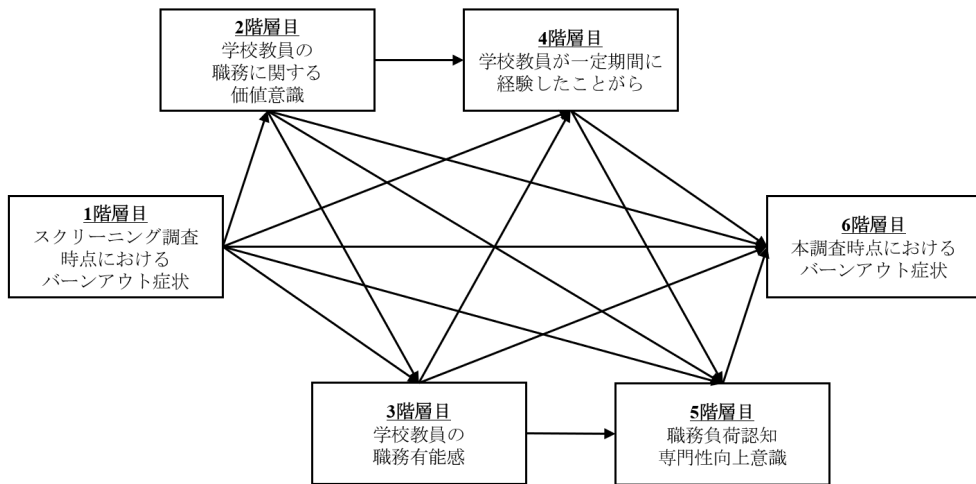 2階層目
学校教員の
職務に関する
価値意識
4階層目
学校教員が一定期間に
経験したことがら
1階層目
スクリーニング調査
時点における
バーンアウト症状
6階層目
本調査時点における
バーンアウト症状
3階層目
学校教員の
職務有能感
5階層目
職務負荷認知
専門性向上意識